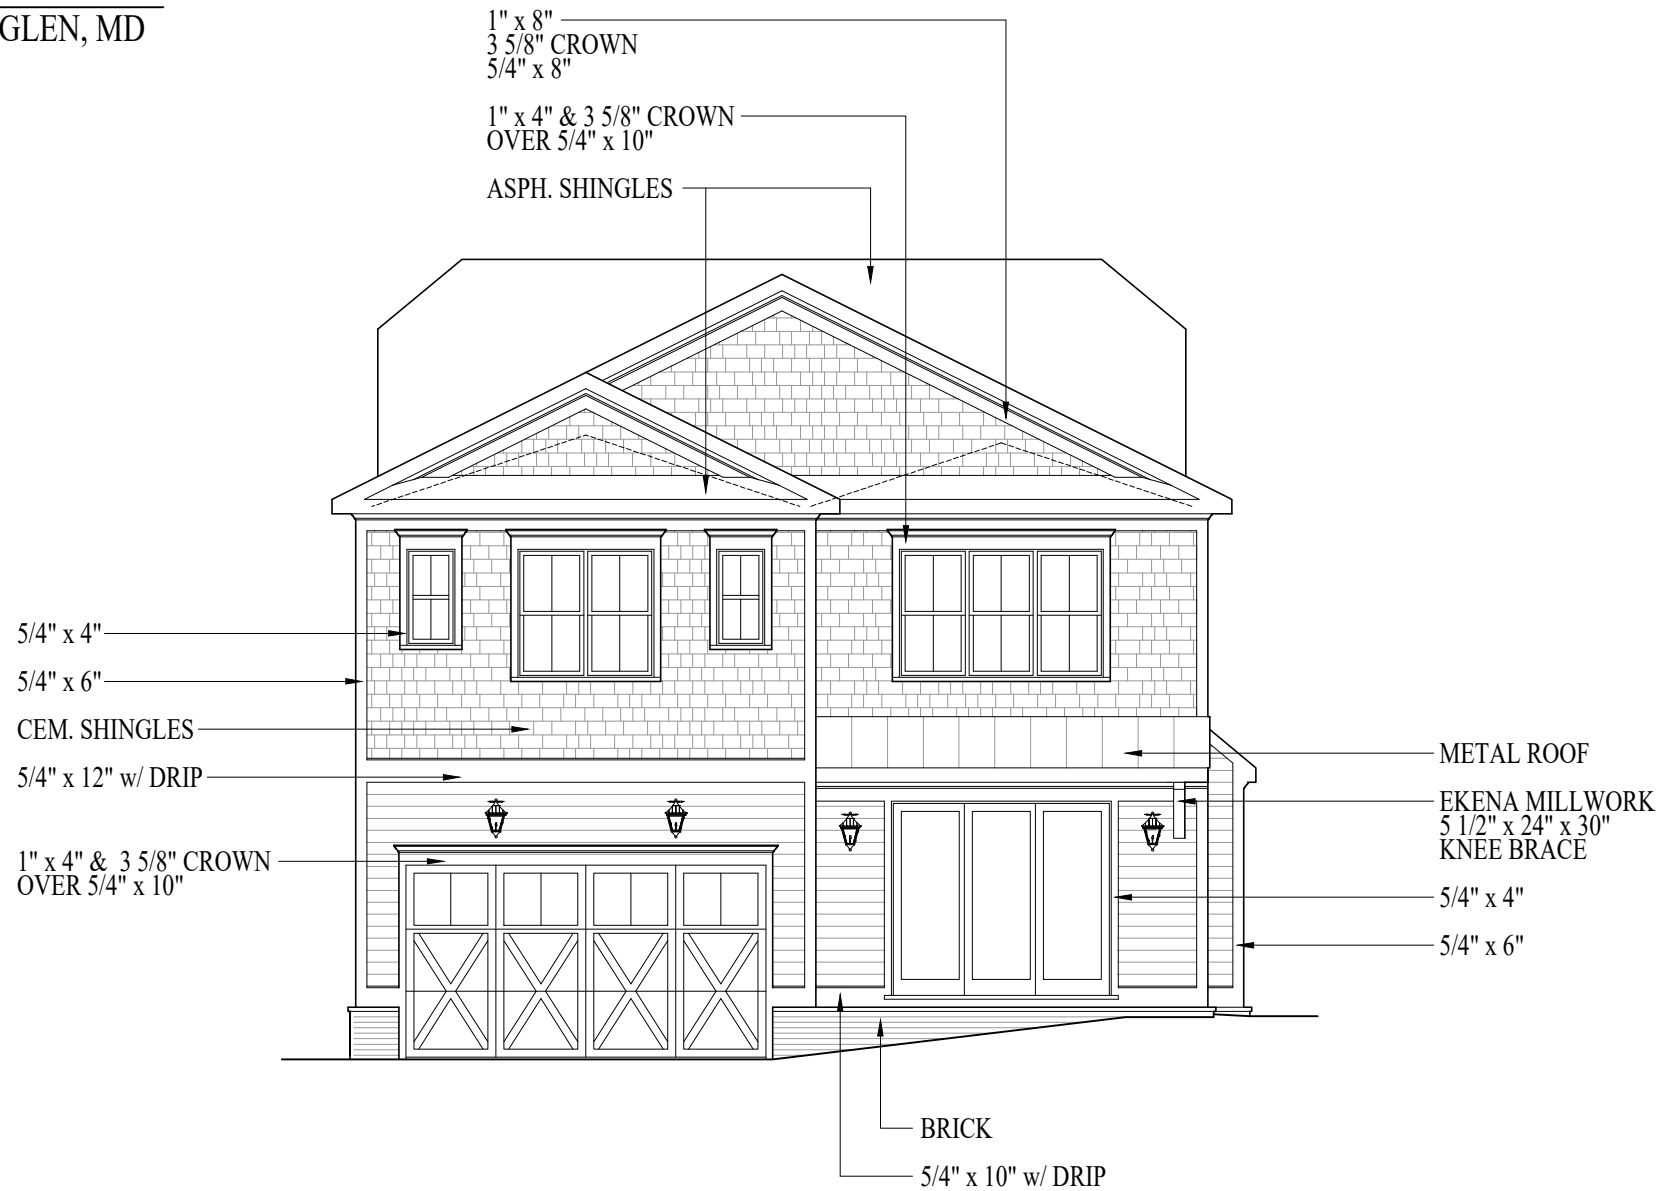 GLEN, MD
1" x 8"
3 5/8" CROWN
5/4" x 8"
1" x 4" & 3 5/8" CROWN
OVER 5/4" x 10"
ASPH. SHINGLES
5/4" x 4"
5/4" x 6"
CEM. SHINGLES
5/4" x 12" w/ DRIP
1" x 4" & 3 5/8" CROWN
OVER 5/4" x 10"
METAL ROOF
EKENA MILLWORK
5 1/2" x 24" x 30"
KNEE BRACE
5/4" x 4"
5/4" x 6"
BRICK
5/4" x 10" w/ DRIP